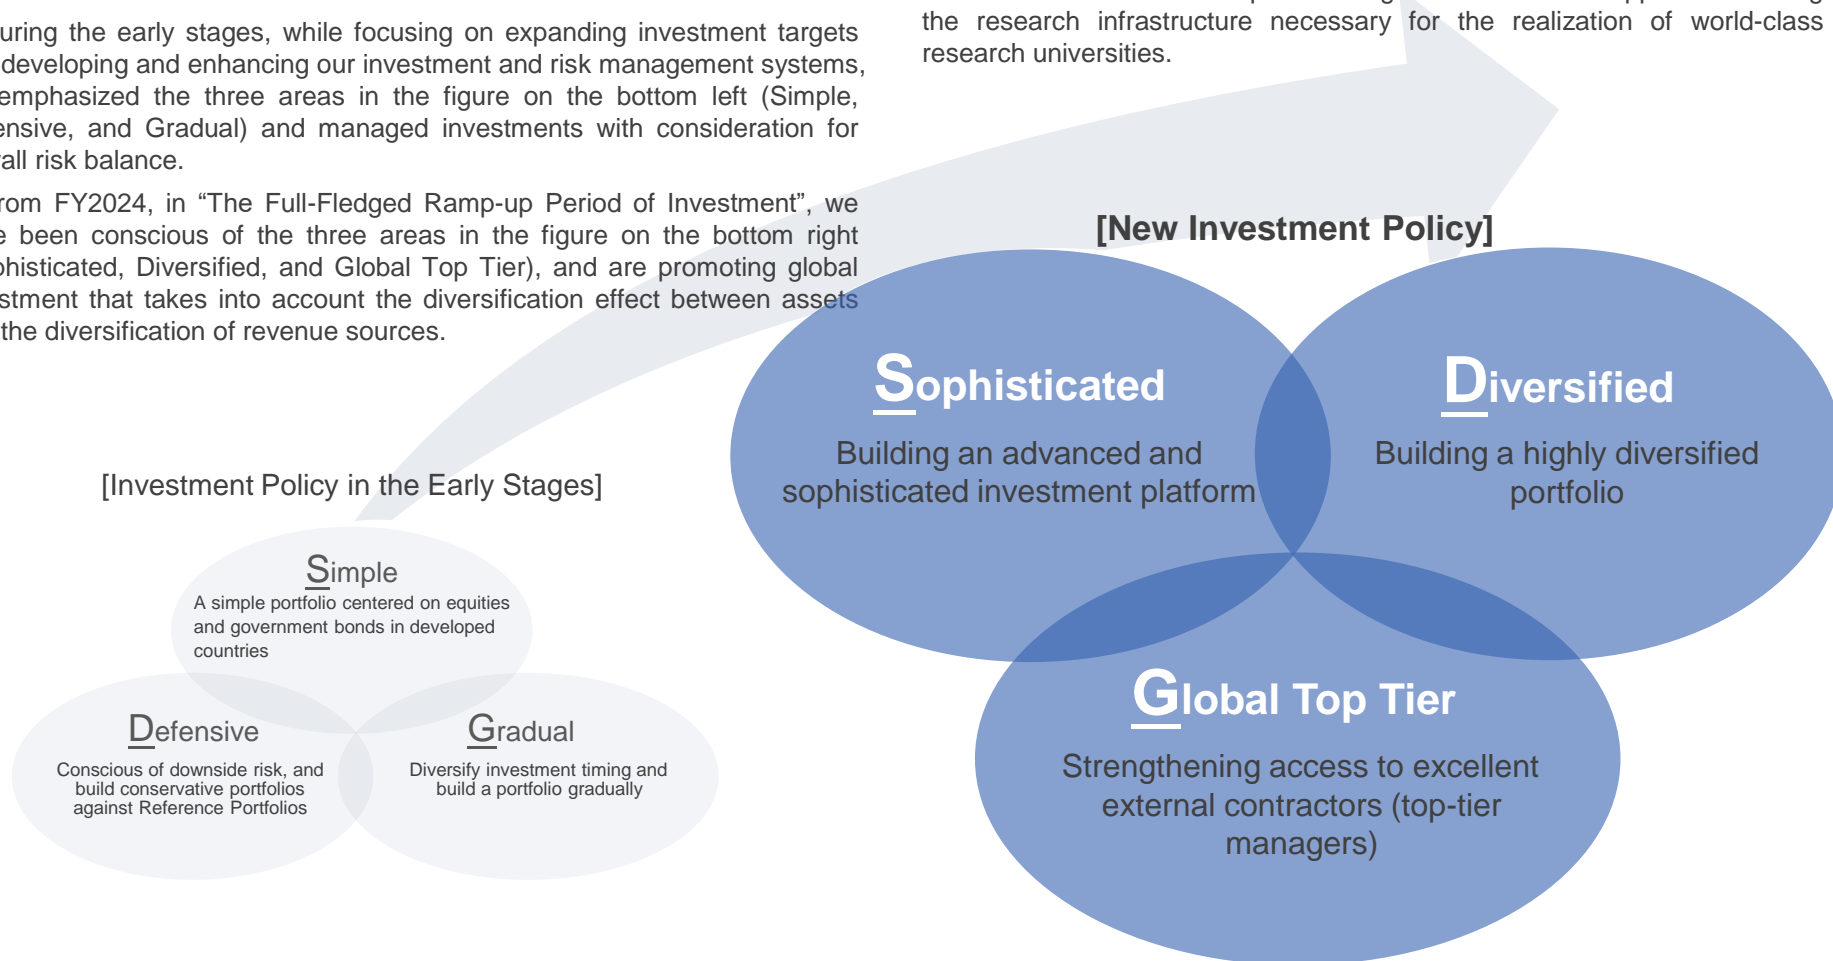 uring the early stages, while focusing on expanding investment targets
developing and enhancing our investment and risk management systems,
emphasized the three areas in the figure on the bottom left (Simple,
ensive, and Gradual) and managed investments with consideration for
rall risk balance.
rom FY2024, in “The Full-Fledged Ramp-up Period of Investment”, we
e been conscious of the three areas in the figure on the bottom right
phisticated, Diversified, and Global Top Tier), and are promoting global
estment that takes into account the diversification effect between assets
the diversification of revenue sources.
the research infrastructure necessary for the realization of world-class
research universities.
[Investment Policy in the Early Stages]
Simple
A simple portfolio centered on equities
and government bonds in developed
countries
Defensive
Conscious of downside risk, and
build conservative portfolios
against Reference Portfolios
Gradual
Diversify investment timing and
build a portfolio gradually
[New Investment Policy]
Sophisticated
Building an advanced and
sophisticated investment platform
Diversified
Building a highly diversified
portfolio
Global Top Tier
Strengthening access to excellent
external contractors (top-tier
managers)